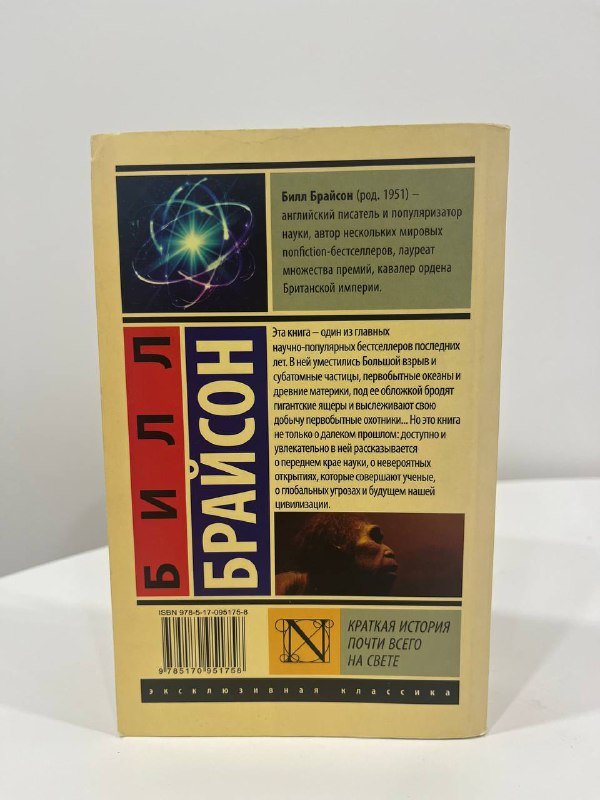 Билл Брайсон (род. 1951) –
английский писатель и популяризатор
науки, автор нескольких мировых
nonfiction-бестселлеров, лауреат
множества премий, кавалер ордена
Британской империи.
БИЛЛ
БРАЙСОН
Эта книга – один из главных
научно-популярных бестселлеров последних
лет. В ней уместились Большой взрыв и
субатомные частицы, первобытные океаны и
древние материки, под ее обложкой бродят
гигантские ящеры и выслеживают свою
добычу первобытные охотники... Но это книга
не только о далеком прошлом: доступно и
увлекательно в ней рассказывается
о переднем крае науки, о невероятных
открытиях, которые совершают ученые,
о глобальных угрозах и будущем нашей
цивилизации.
ISBN 978-5-17-095175-8
9 785170 951758
N
КРАТКАЯ ИСТОРИЯ
ПОЧТИ ВСЕГО
НА СВЕТЕ
эксклюзивная классика